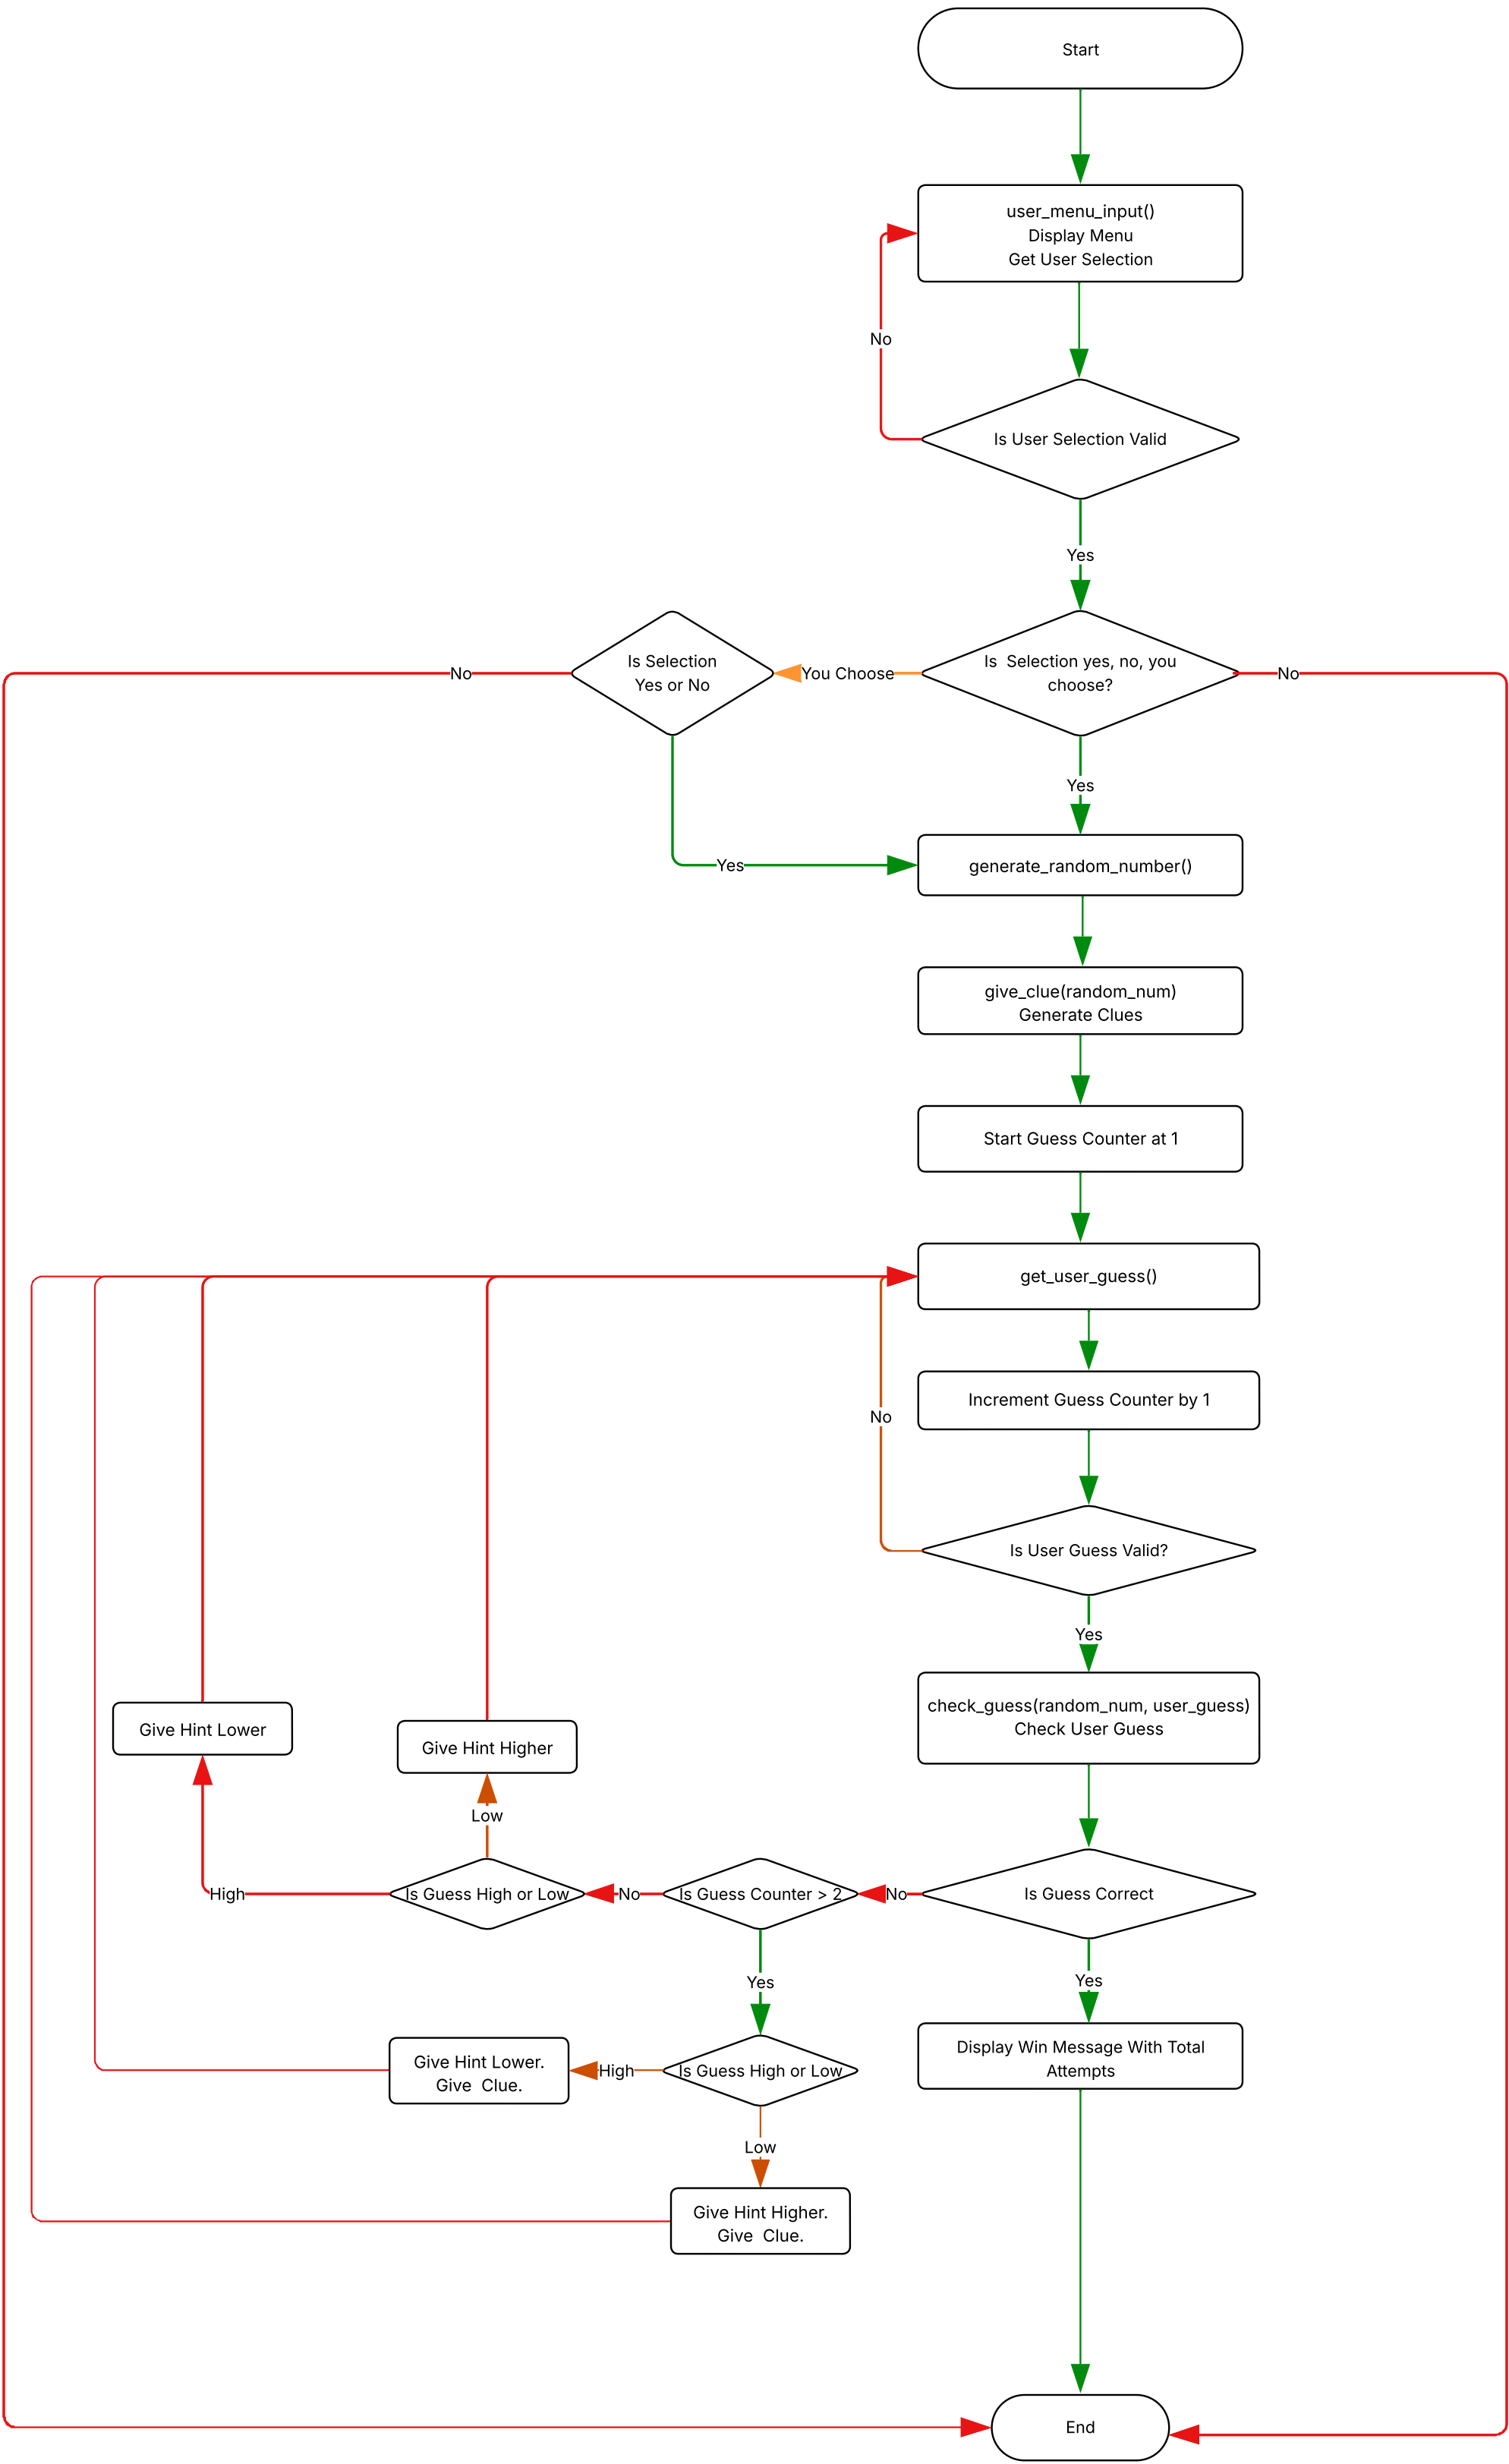 Start
user_menu_input()
Display Menu
Get User Selection
No
Is User Selection Valid
Yes
Is Selection
Yes or No
No
You Choose
Is  Selection yes, no, you
choose?
No
Yes
Yes
generate_random_number()
give_clue(random_num)
Generate Clues
Start Guess Counter at 1
get_user_guess()
Increment Guess Counter by 1
No
Is User Guess Valid?
Yes
check_guess(random_num, user_guess)
Check User Guess
Give Hint Lower
Give Hint Higher
Low
High
Is Guess High or Low
No
Is Guess Counter > 2
No
Is Guess Correct
Yes
Yes
Display Win Message With Total
Attempts
Give Hint Lower.
Give  Clue.
High
Is Guess High or Low
Low
Give Hint Higher.
Give  Clue.
End